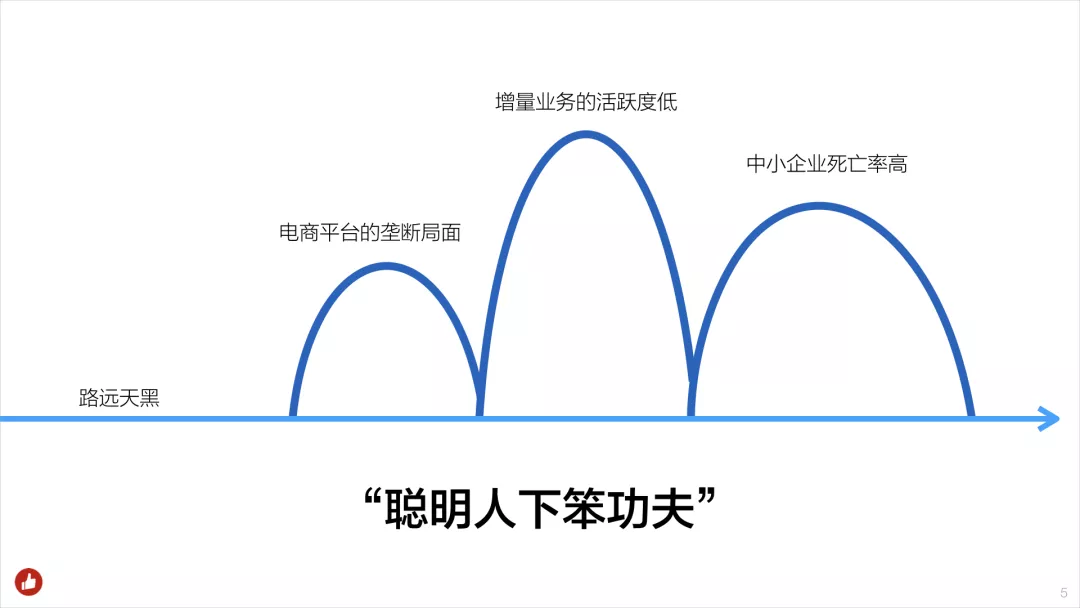 增量业务的活跃度低
中小企业死亡率高
电商平台的垄断局面
路远天黑
“聪明人下笨功夫”
5